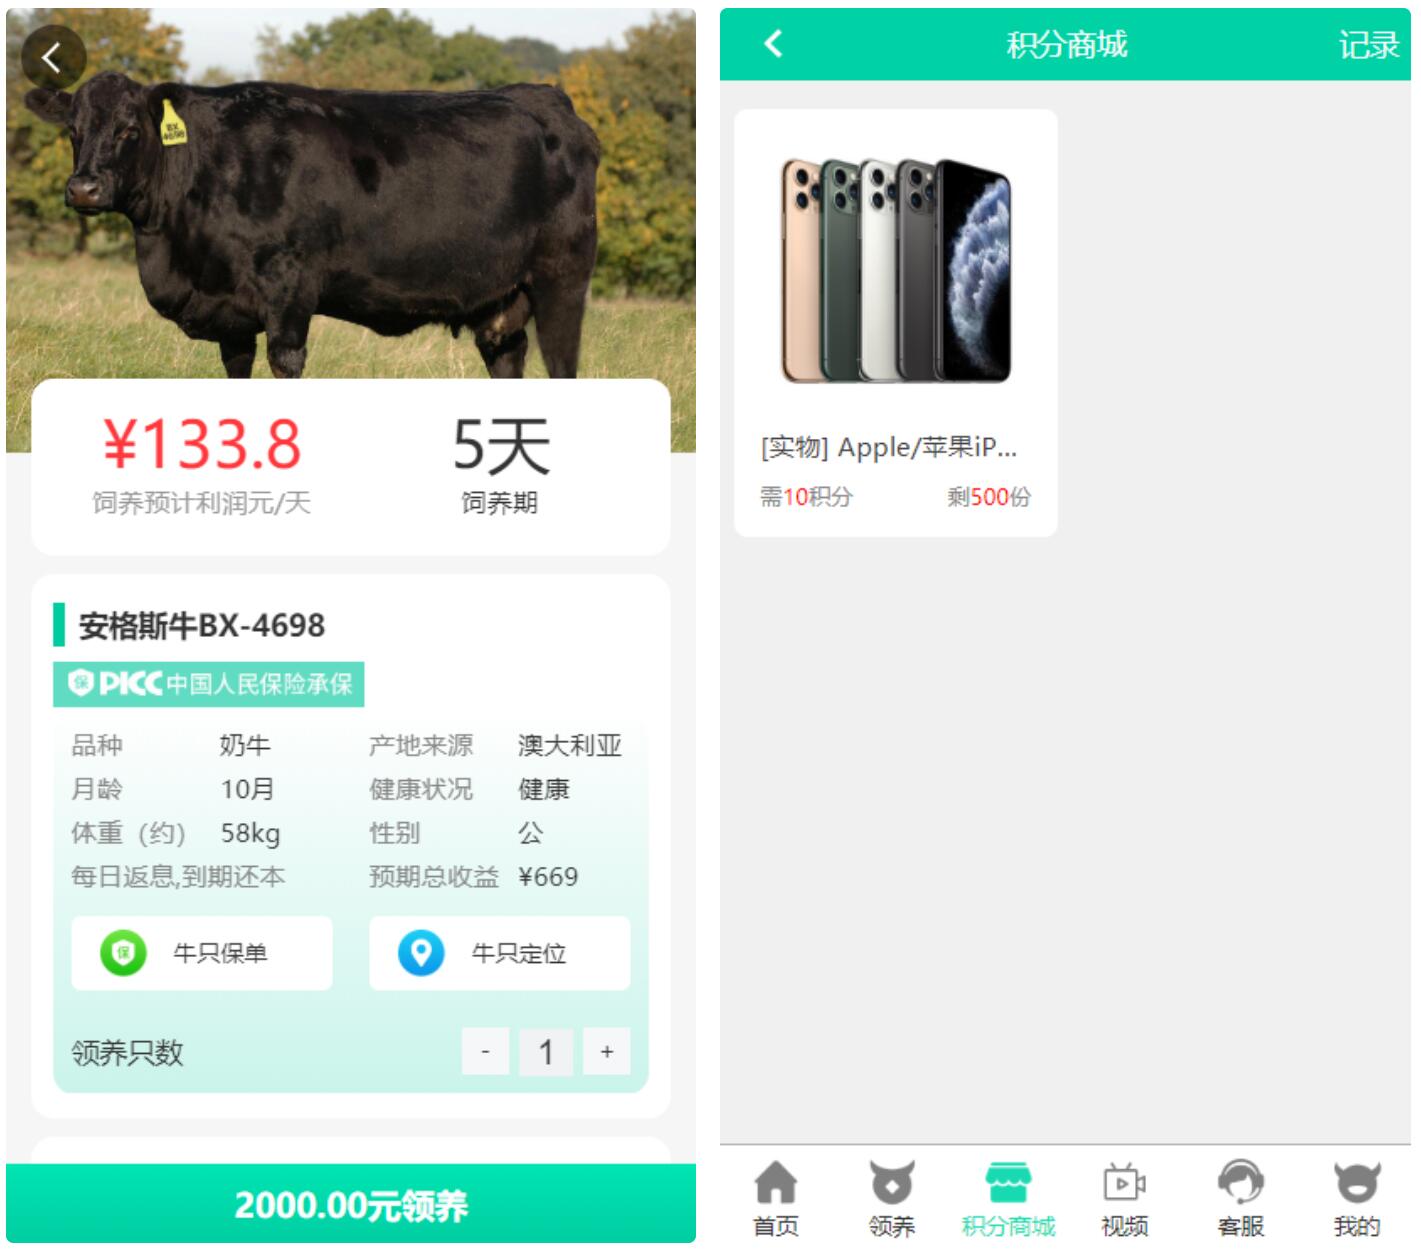 BX
4698
¥133.8 5天
饲养预计利润元/天 饲养期
安格斯牛BX-4698
保 PICC 中国人民保险承保
品种 奶牛 产地来源 澳大利亚
月龄 10月 健康状况 健康
体重（约） 58kg 性别 公
每日返息,到期还本 预期总收益 ¥669
保 牛只保单 牛只定位
领养只数 - 1 +
2000.00元领养
积分商城 记录
[实物] Apple/苹果iP...
需10积分 剩500份
首页 领养 积分商城 视频 客服 我的